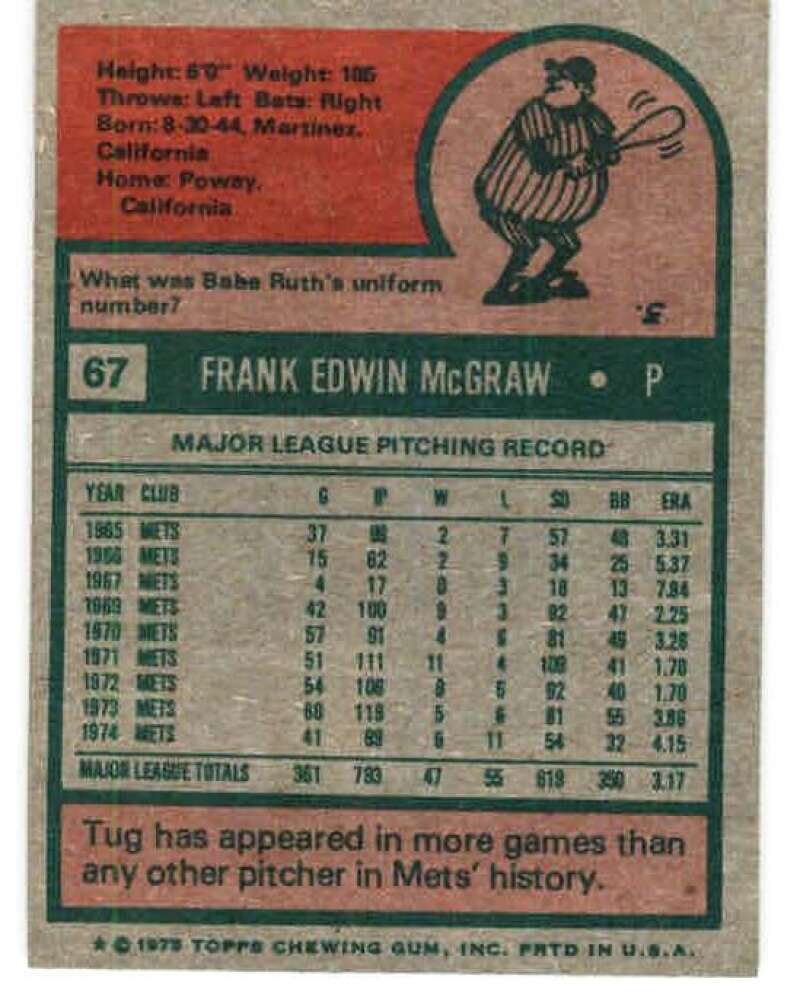 Height: 6'0" Weight: 185
Throws: Left Bats: Right
Born: 8-30-44, Martinez,
California
Home: Poway,
California
What was Babe Ruth's uniform
number?
.3.
67 FRANK EDWIN McGRAW • P
MAJOR LEAGUE PITCHING RECORD
YEAR CLUB G IP W L SO BB ERA
1965 METS 37 98 2 7 57 48 3.31
1966 METS 15 62 2 9 34 25 5.37
1967 METS 4 17 0 3 18 13 7.84
1969 METS 42 100 9 3 92 47 2.25
1970 METS 57 91 4 6 81 49 3.26
1971 METS 51 111 11 4 109 41 1.70
1972 METS 54 106 8 6 92 40 1.70
1973 METS 60 119 5 6 81 55 3.86
1974 METS 41 89 6 11 54 32 4.15
MAJOR LEAGUE TOTALS 361 793 47 55 618 350 3.17
Tug has appeared in more games than
any other pitcher in Mets' history.
★ © 1975 TOPPS CHEWING GUM, INC. PRTD IN U.S.A.